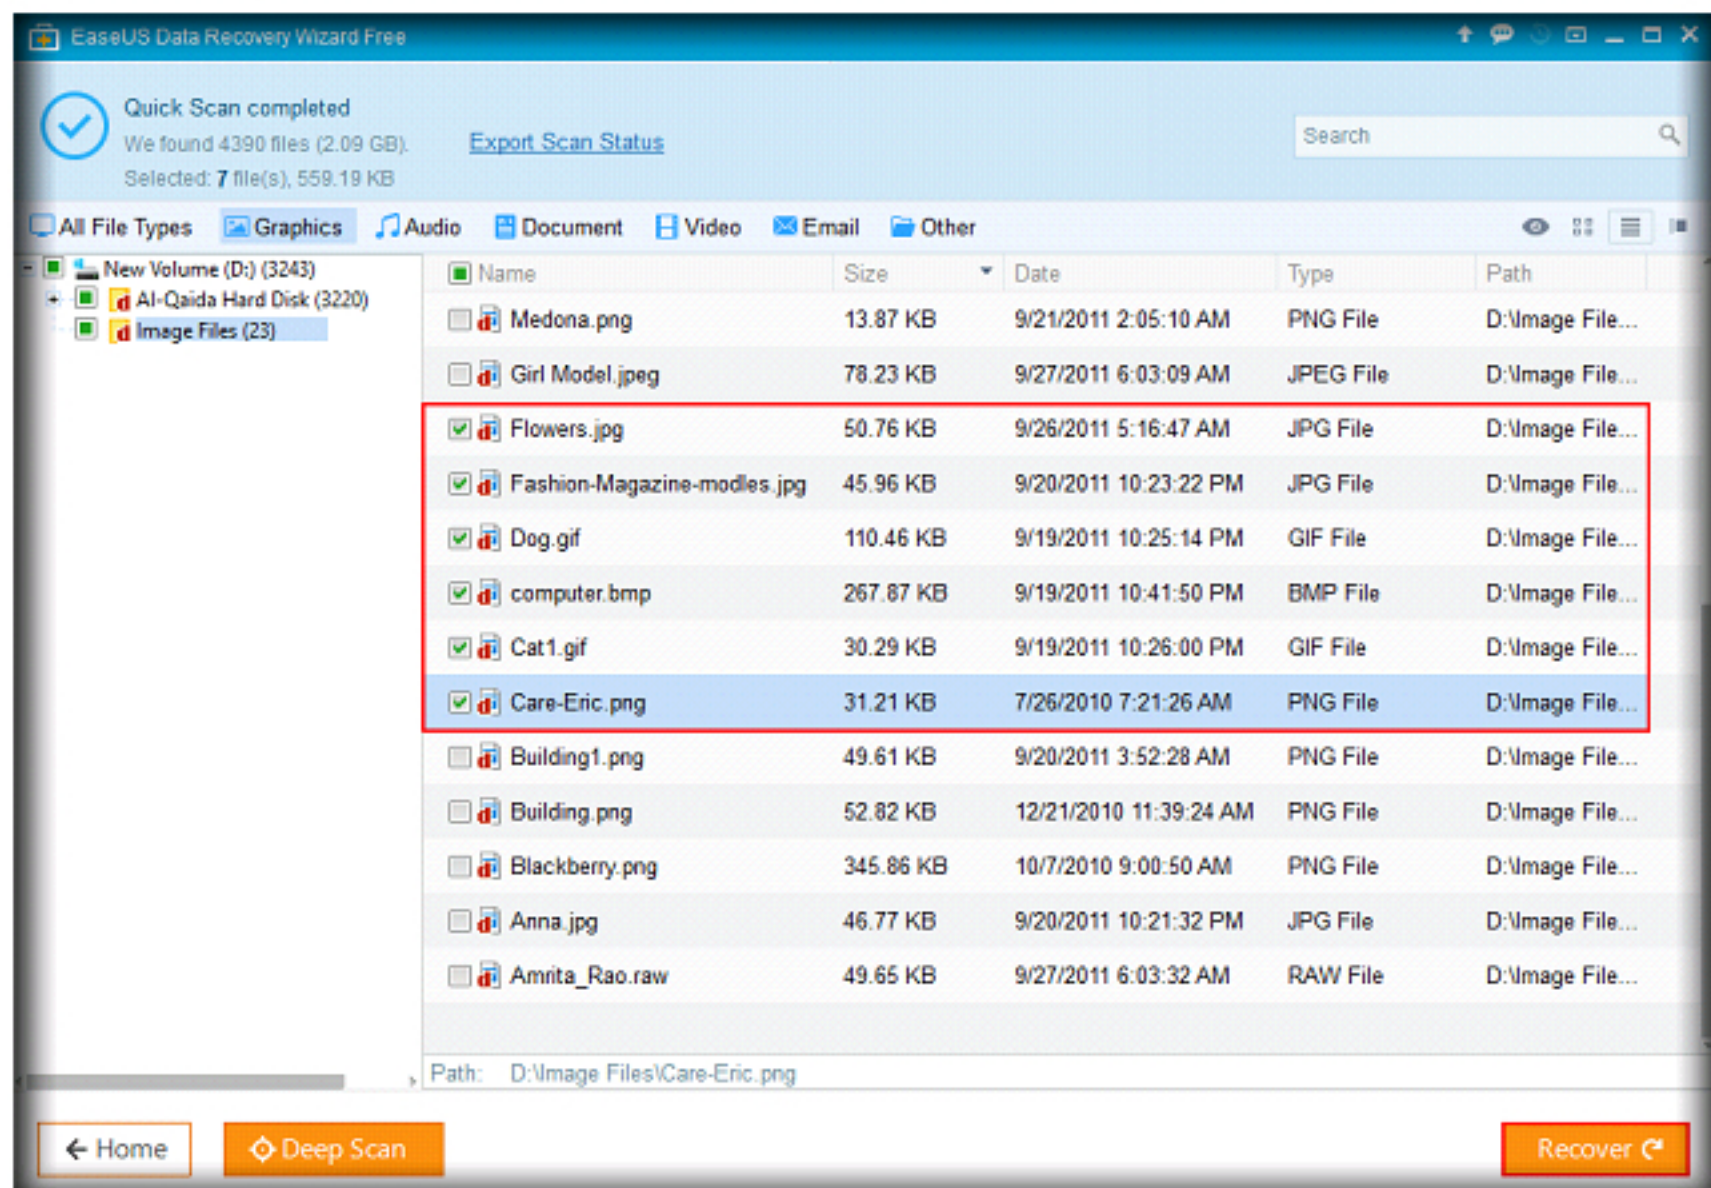 EaseUS Data Recovery Wizard Free
Quick Scan completed
We found 4390 files (2.09 GB).
Export Scan Status
Search
Selected: 7 file(s), 559.19 KB
All File Types Graphics Audio Document Video Email Other
New Volume (D:) (3243)
Al-Qaida Hard Disk (3220)
Image Files (23)
Name Size Date Type Path
Medona.png 13.87 KB 9/21/2011 2:05:10 AM PNG File D:\Image File...
Girl Model.jpeg 78.23 KB 9/27/2011 6:03:09 AM JPEG File D:\Image File...
Flowers.jpg 50.76 KB 9/26/2011 5:16:47 AM JPG File D:\Image File...
Fashion-Magazine-modles.jpg 45.96 KB 9/20/2011 10:23:22 PM JPG File D:\Image File...
Dog.gif 110.46 KB 9/19/2011 10:25:14 PM GIF File D:\Image File...
computer.bmp 267.87 KB 9/19/2011 10:41:50 PM BMP File D:\Image File...
Cat1.gif 30.29 KB 9/19/2011 10:26:00 PM GIF File D:\Image File...
Care-Eric.png 31.21 KB 7/26/2010 7:21:26 AM PNG File D:\Image File...
Building1.png 49.61 KB 9/20/2011 3:52:28 AM PNG File D:\Image File...
Building.png 52.82 KB 12/21/2010 11:39:24 AM PNG File D:\Image File...
Blackberry.png 345.86 KB 10/7/2010 9:00:50 AM PNG File D:\Image File...
Anna.jpg 46.77 KB 9/20/2011 10:21:32 PM JPG File D:\Image File...
Amrita_Rao.raw 49.65 KB 9/27/2011 6:03:32 AM RAW File D:\Image File...
Path: D:\Image Files\Care-Eric.png
Home
Deep Scan
Recover